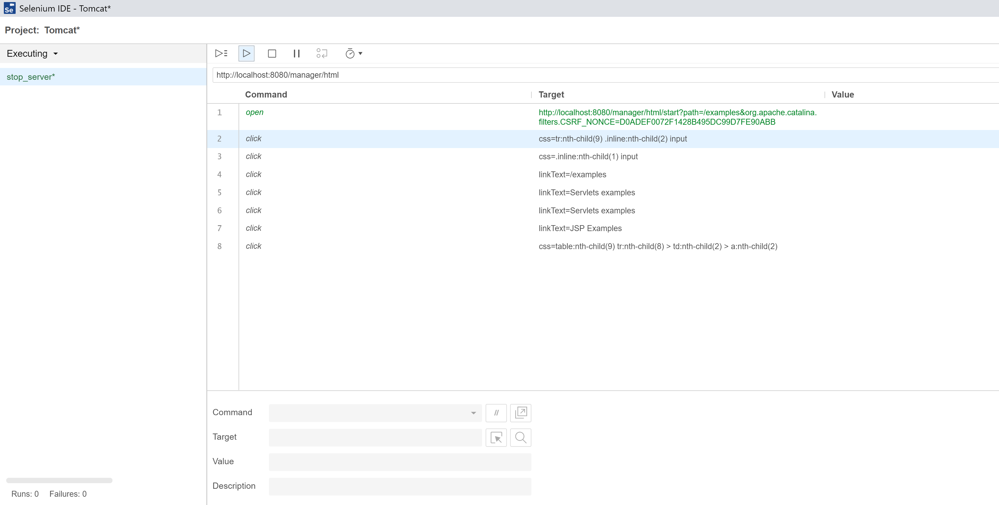 Se Selenium IDE - Tomcat*
Project: Tomcat*
Executing
stop_server*
http://localhost:8080/manager/html
Command Target Value
1 open http://localhost:8080/manager/html/start?path=/examples&org.apache.catalina.
filters.CSRF_NONCE=D0ADEF0072F1428B495DC99D7FE90ABB
2 click css=tr:nth-child(9) .inline:nth-child(2) input
3 click css=.inline:nth-child(1) input
4 click linkText=/examples
5 click linkText=Servlets examples
6 click linkText=Servlets examples
7 click linkText=JSP Examples
8 click css=table:nth-child(9) tr:nth-child(8) > td:nth-child(2) > a:nth-child(2)
Command //
Target
Value
Description
Runs: 0 Failures: 0